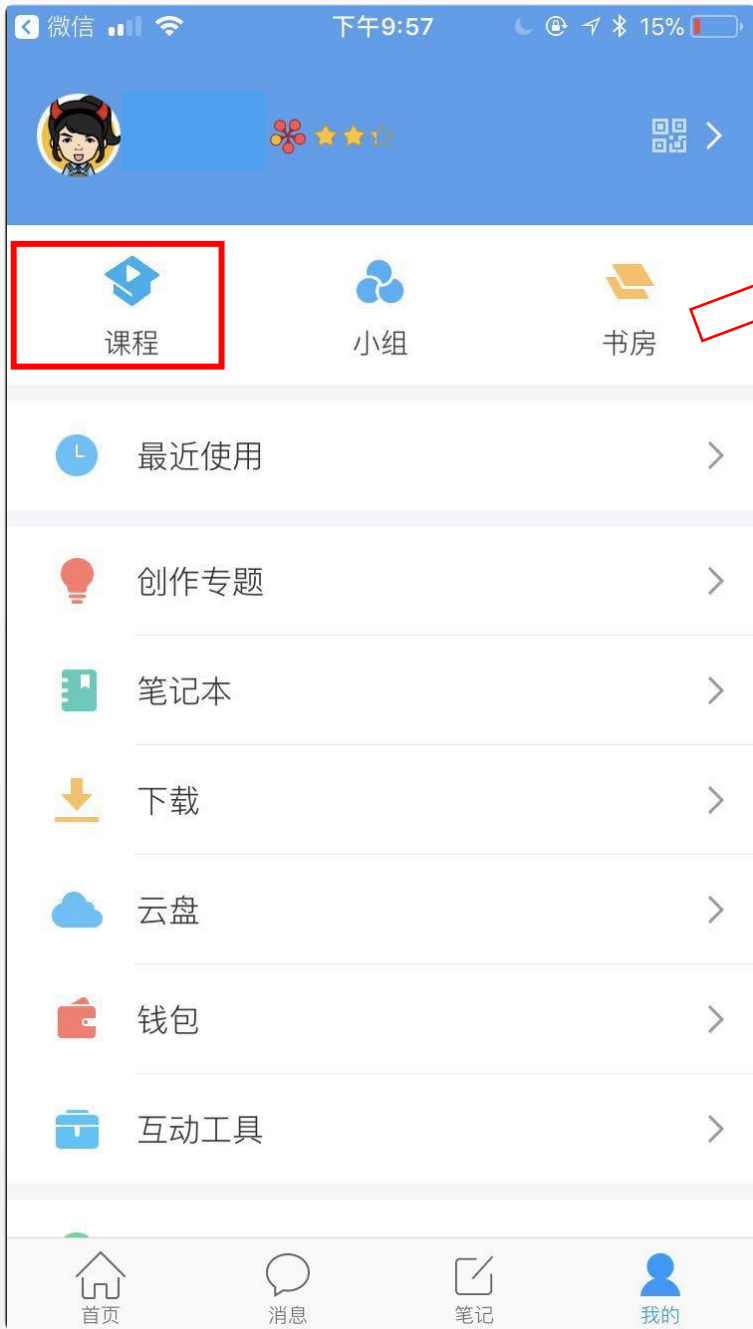 微信 下午9:57 15%
课程 小组 书房
最近使用
创作专题
笔记本
下载
云盘
钱包
互动工具
首页 消息 笔记 我的